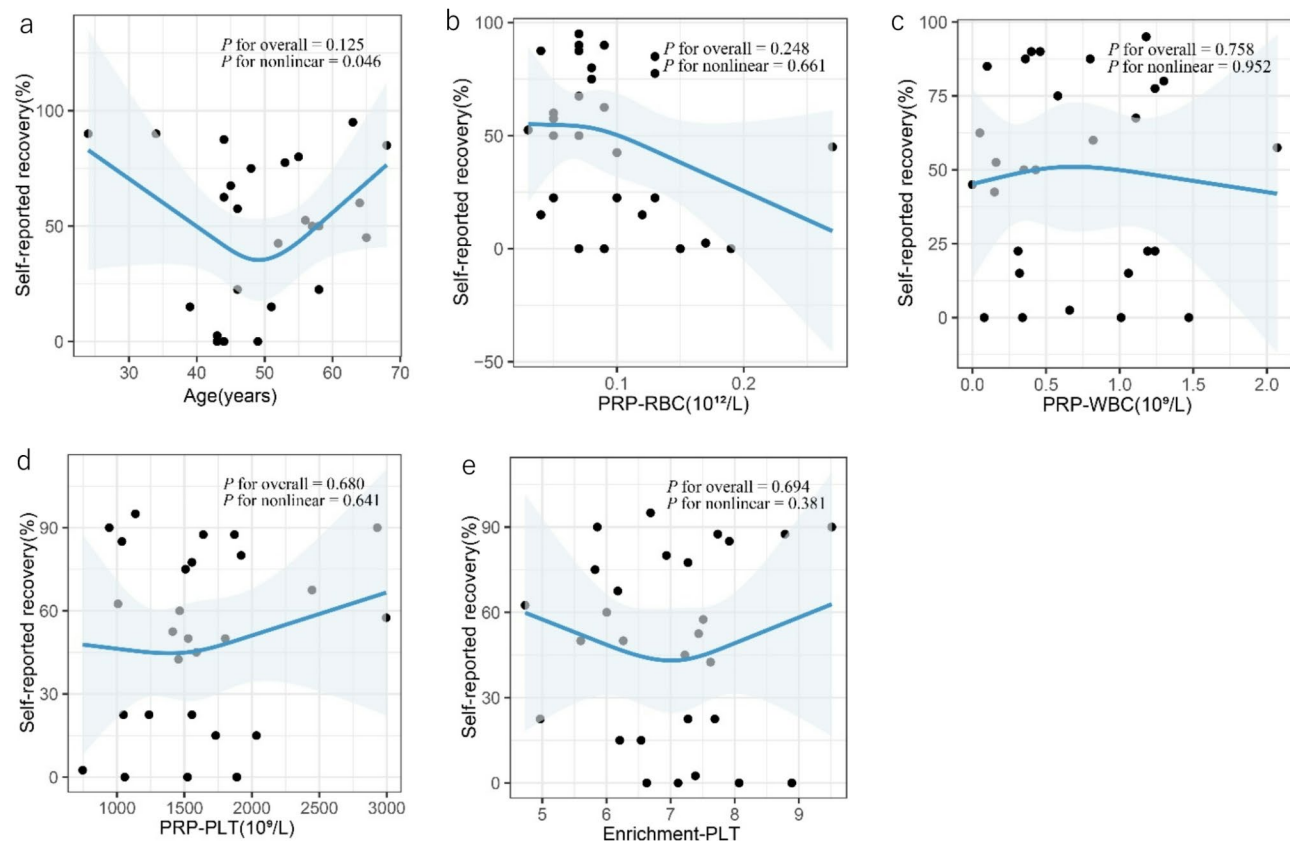 a
P for overall = 0.125
P for nonlinear = 0.046
Self-reported recovery(%)
100
50
0
30
40
50
60
70
Age(years)
b
P for overall = 0.248
P for nonlinear = 0.661
Self-reported recovery(%)
100
50
0
−50
0.1
0.2
PRP-RBC(10¹²/L)
c
P for overall = 0.758
P for nonlinear = 0.952
Self-reported recovery(%)
100
75
50
25
0
0.0
0.5
1.0
1.5
2.0
PRP-WBC(10⁹/L)
d
P for overall = 0.680
P for nonlinear = 0.641
Self-reported recovery(%)
90
60
30
0
1000
1500
2000
2500
3000
PRP-PLT(10⁹/L)
e
P for overall = 0.694
P for nonlinear = 0.381
Self-reported recovery(%)
90
60
30
0
5
6
7
8
9
Enrichment-PLT